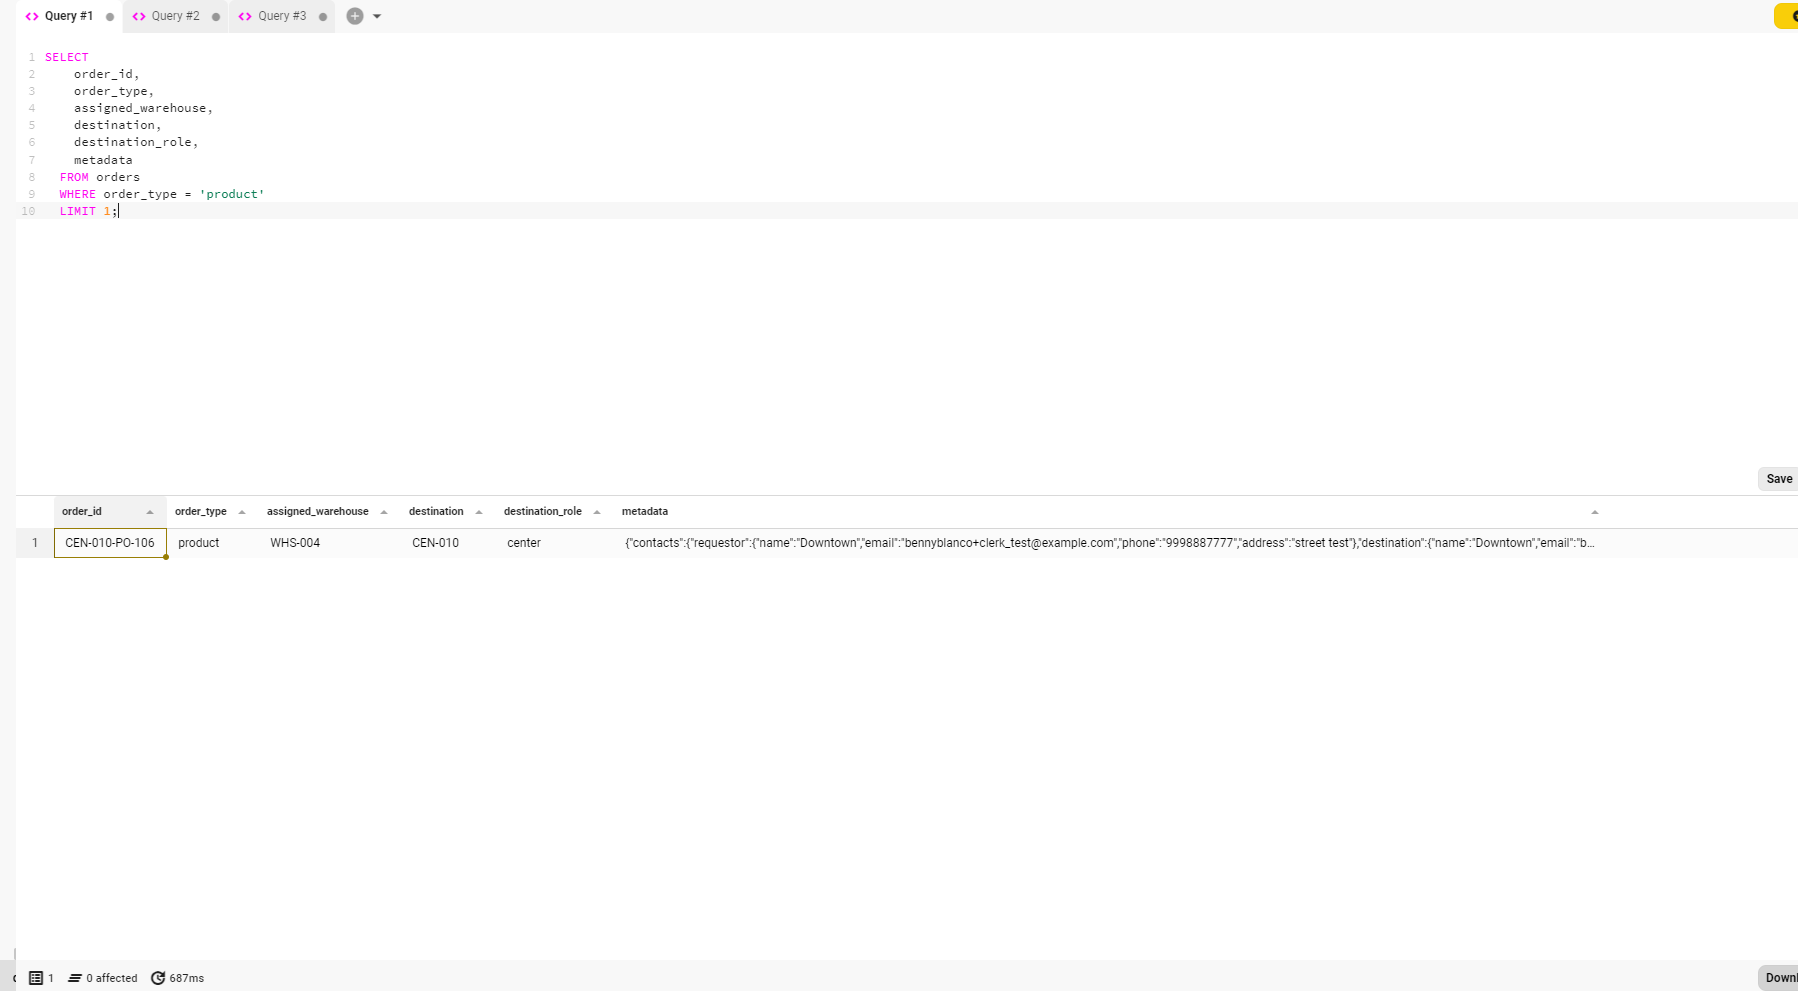 Query #1
Query #2
Query #3
1 SELECT
2 order_id,
3 order_type,
4 assigned_warehouse,
5 destination,
6 destination_role,
7 metadata
8 FROM orders
9 WHERE order_type = 'product'
10 LIMIT 1;
Save
order_id order_type assigned_warehouse destination destination_role metadata
1 CEN-010-PO-106 product WHS-004 CEN-010 center {"contacts":{"requestor":{"name":"Downtown","email":"bennyblanco+clerk_test@example.com","phone":"9998887777","address":"street test"},"destination":{"name":"Downtown","email":"b...
1 0 affected 687ms